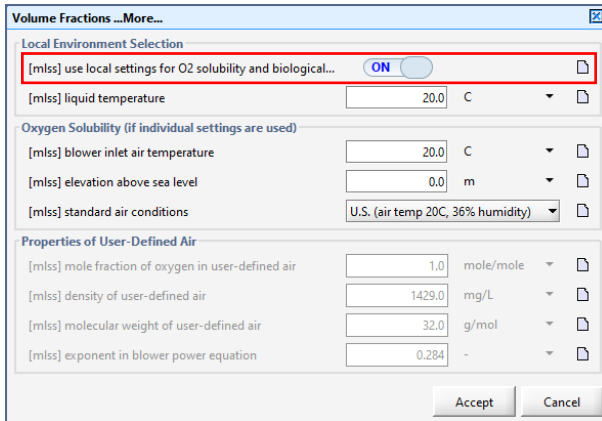 Volume Fractions ...More...
Local Environment Selection
[mlss] use local settings for O2 solubility and biological... ON
[mlss] liquid temperature 20.0 C
Oxygen Solubility (if individual settings are used)
[mlss] blower inlet air temperature 20.0 C
[mlss] elevation above sea level 0.0 m
[mlss] standard air conditions U.S. (air temp 20C, 36% humidity)
Properties of User-Defined Air
[mlss] mole fraction of oxygen in user-defined air 1.0 mole/mole
[mlss] density of user-defined air 1429.0 mg/L
[mlss] molecular weight of user-defined air 32.0 g/mol
[mlss] exponent in blower power equation 0.284 -
Accept Cancel